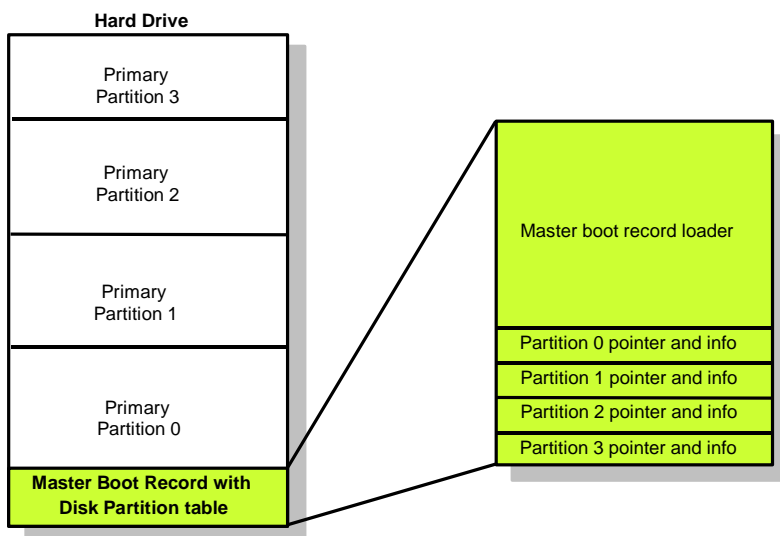 Hard Drive
Primary
Partition 3
Primary
Partition 2
Primary
Partition 1
Primary
Partition 0
Master Boot Record with
Disk Partition table
Master boot record loader
Partition 0 pointer and info
Partition 1 pointer and info
Partition 2 pointer and info
Partition 3 pointer and info